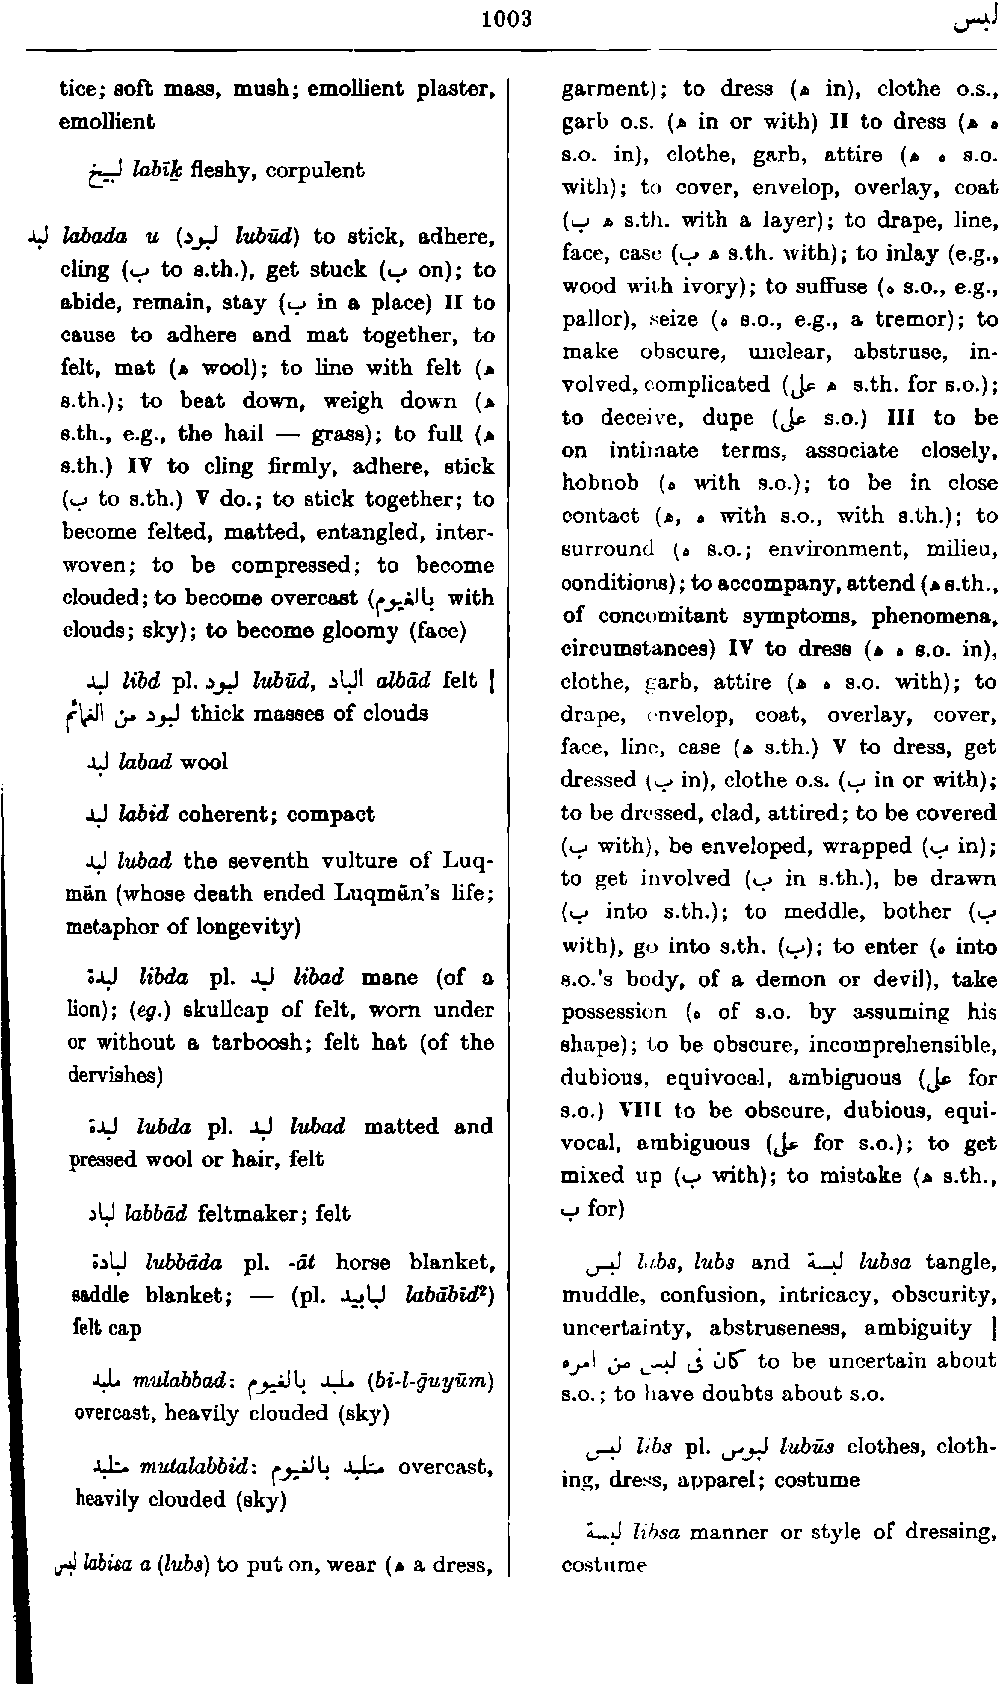 1003
لبس
tice; soft mass, mush; emollient plaster,
emollient
لبيخ labīḵ fleshy, corpulent
لبد labada u (لبود lubūd) to stick, adhere,
cling (ب to s.th.), get stuck (ب on); to
abide, remain, stay (ب in a place) II to
cause to adhere and mat together, to
felt, mat (ه wool); to line with felt (ه
s.th.); to beat down, weigh down (ه
s.th., e.g., the hail — grass); to full (ه
s.th.) IV to cling firmly, adhere, stick
(ب to s.th.) V do.; to stick together; to
become felted, matted, entangled, inter-
woven; to be compressed; to become
clouded; to become overcast (بالغيوم with
clouds; sky); to become gloomy (face)
لبد libd pl. لبود lubūd, الباد albād felt |
لبود من الغمائم thick masses of clouds
لبد labad wool
لبد labid coherent; compact
لبد lubad the seventh vulture of Luq-
mān (whose death ended Luqmān's life;
metaphor of longevity)
لبدة libda pl. لبد libad mane (of a
lion); (eg.) skullcap of felt, worn under
or without a tarboosh; felt hat (of the
dervishes)
لبدة lubda pl. لبد lubad matted and
pressed wool or hair, felt
لباد labbād feltmaker; felt
لبادة lubbāda pl. -āt horse blanket,
saddle blanket; — (pl. لبابيد labābīd²)
felt cap
ملبد mulabbad: ملبد بالغيوم (bi-l-ḡuyūm)
overcast, heavily clouded (sky)
متلبد mutalabbid: متلبد بالغيوم overcast,
heavily clouded (sky)
لبس labisa a (lubs) to put on, wear (ه a dress,
garment); to dress (ه in), clothe o.s.,
garb o.s. (ه in or with) II to dress (ه ه
s.o. in), clothe, garb, attire (ه ه s.o.
with); to cover, envelop, overlay, coat
(ب ه s.th. with a layer); to drape, line,
face, case (ب ه s.th. with); to inlay (e.g.,
wood with ivory); to suffuse (ه s.o., e.g.,
pallor), seize (ه s.o., e.g., a tremor); to
make obscure, unclear, abstruse, in-
volved, complicated (على ه s.th. for s.o.);
to deceive, dupe (على s.o.) III to be
on intimate terms, associate closely,
hobnob (ه with s.o.); to be in close
contact (ه, ه with s.o., with s.th.); to
surround (ه s.o.; environment, milieu,
conditions); to accompany, attend (ه s.th.,
of concomitant symptoms, phenomena,
circumstances) IV to dress (ه ه s.o. in),
clothe, garb, attire (ه ه s.o. with); to
drape, envelop, coat, overlay, cover,
face, line, case (ه s.th.) V to dress, get
dressed (ب in), clothe o.s. (ب in or with);
to be dressed, clad, attired; to be covered
(ب with), be enveloped, wrapped (ب in);
to get involved (ب in s.th.), be drawn
(ب into s.th.); to meddle, bother (ب
with), go into s.th. (ب); to enter (ه into
s.o.'s body, of a demon or devil), take
possession (ه of s.o. by assuming his
shape); to be obscure, incomprehensible,
dubious, equivocal, ambiguous (على for
s.o.) VIII to be obscure, dubious, equi-
vocal, ambiguous (على for s.o.); to get
mixed up (ب with); to mistake (ه s.th.,
ب for)
لبس labs, lubs and لبسة lubsa tangle,
muddle, confusion, intricacy, obscurity,
uncertainty, abstruseness, ambiguity |
كان فى لبس من امره to be uncertain about
s.o.; to have doubts about s.o.
لبس libs pl. لبوس lubūs clothes, cloth-
ing, dress, apparel; costume
لبسة libsa manner or style of dressing,
costume